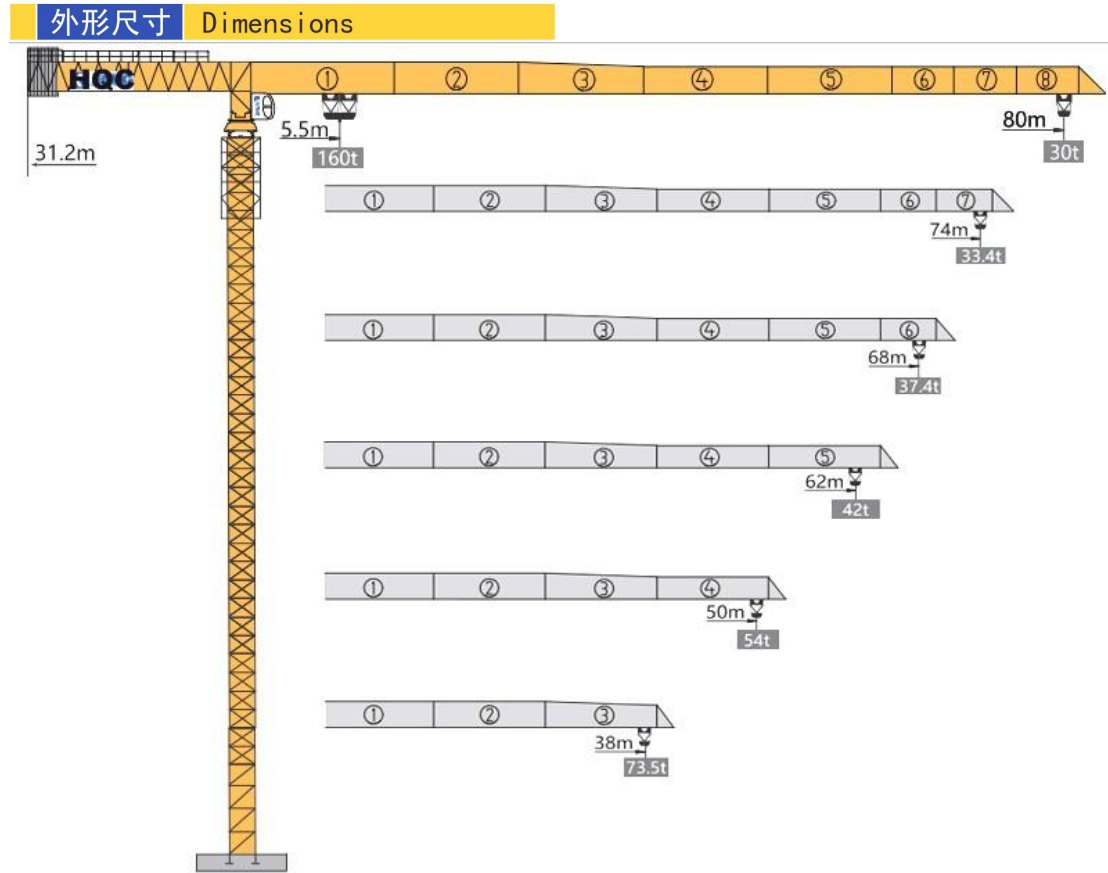 外形尺寸 Dimensions
HQC
① ② ③ ④ ⑤ ⑥ ⑦ ⑧
5.5m
160t
80m
30t
31.2m
① ② ③ ④ ⑤ ⑥ ⑦
74m
33.4t
① ② ③ ④ ⑤ ⑥
68m
37.4t
① ② ③ ④ ⑤
62m
42t
① ② ③ ④
50m
54t
① ② ③
38m
73.5t